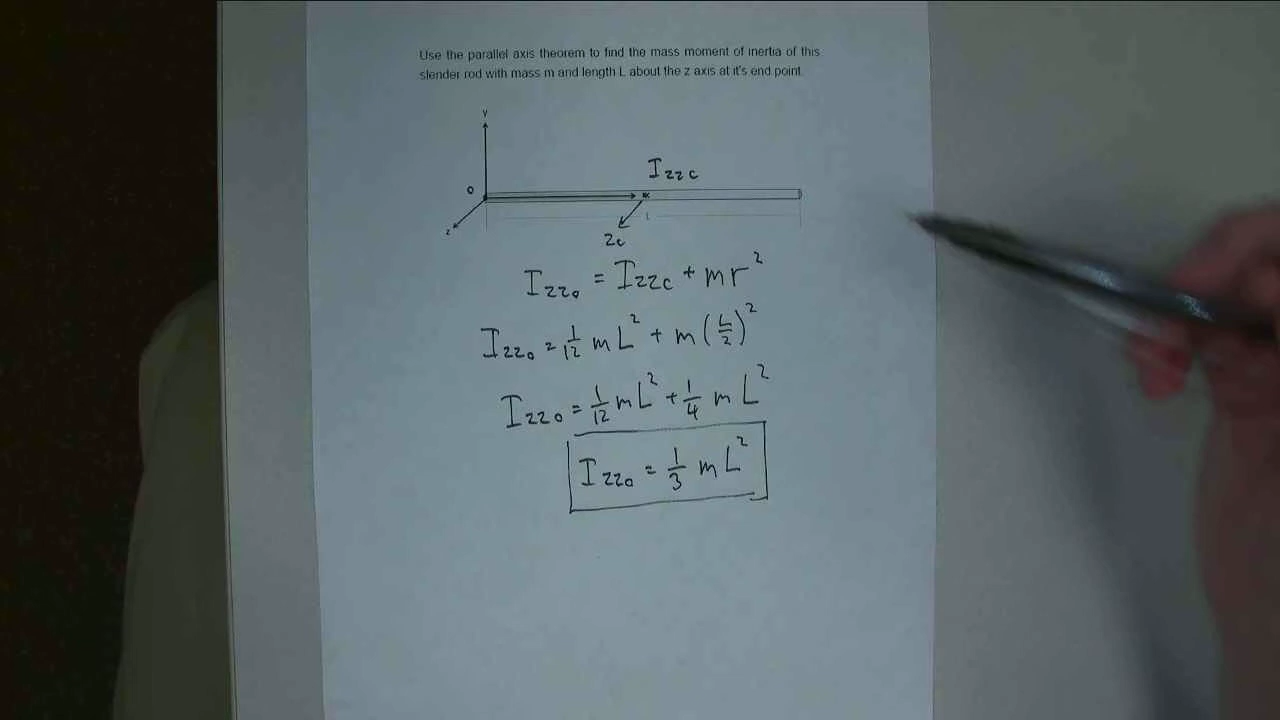 Use the parallel axis theorem to find the mass moment of inertia of this
slender rod with mass m and length L about the z axis at it's end point.
y
Izzc
o
z
L
zc
Izzo = Izzc + mr²
Izzo = 1/12 mL² + m(L/2)²
Izzo = 1/12 mL² + 1/4 mL²
Izzo = 1/3 mL²